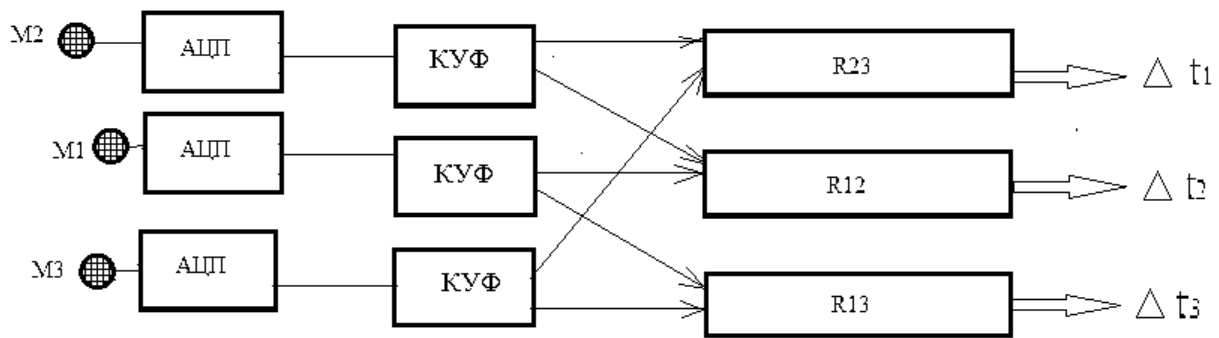 M2 АЦП КУФ R23 △ t1
M1 АЦП КУФ R12 △ t2
M3 АЦП КУФ R13 △ t3